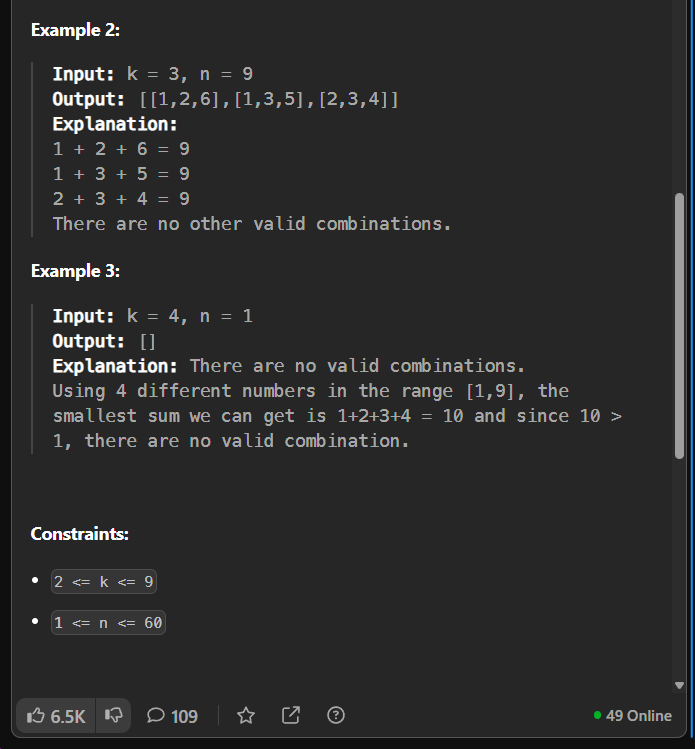 Example 2:
Input: k = 3, n = 9
Output: [[1,2,6],[1,3,5],[2,3,4]]
Explanation:
1 + 2 + 6 = 9
1 + 3 + 5 = 9
2 + 3 + 4 = 9
There are no other valid combinations.
Example 3:
Input: k = 4, n = 1
Output: []
Explanation: There are no valid combinations.
Using 4 different numbers in the range [1,9], the
smallest sum we can get is 1+2+3+4 = 10 and since 10 >
1, there are no valid combination.
Constraints:
• 2 <= k <= 9
• 1 <= n <= 60
6.5K 109 49 Online